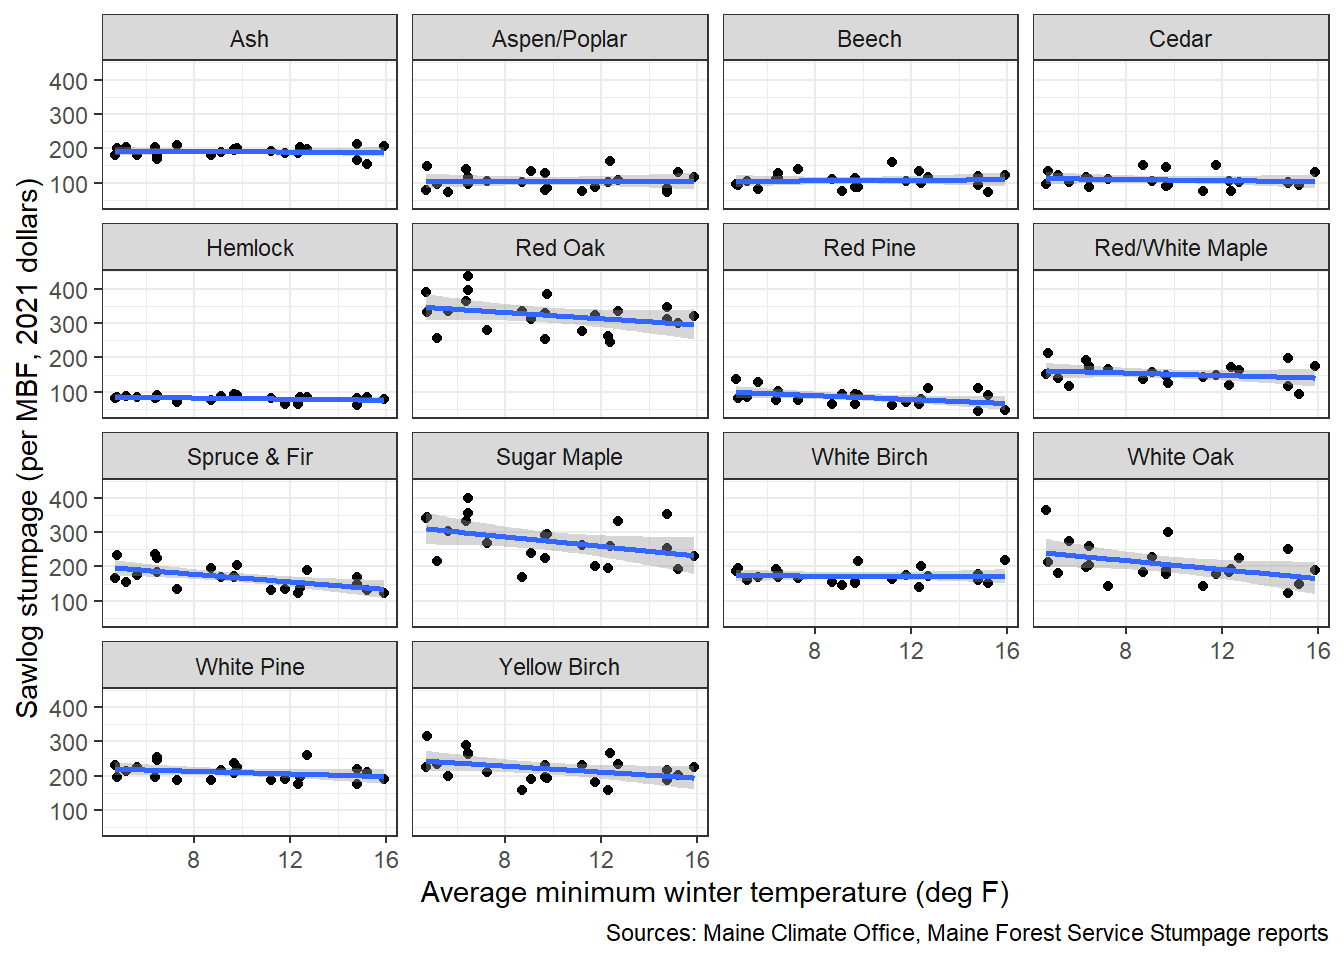 Ash Aspen/Poplar Beech Cedar
400
300
200
100
Hemlock Red Oak Red Pine Red/White Maple
400
300
200
100
Spruce & Fir Sugar Maple White Birch White Oak
400
300
200
100
8 12 16 8 12 16
White Pine Yellow Birch
400
300
200
100
8 12 16 8 12 16
Sawlog stumpage (per MBF, 2021 dollars)
Average minimum winter temperature (deg F)
Sources: Maine Climate Office, Maine Forest Service Stumpage reports